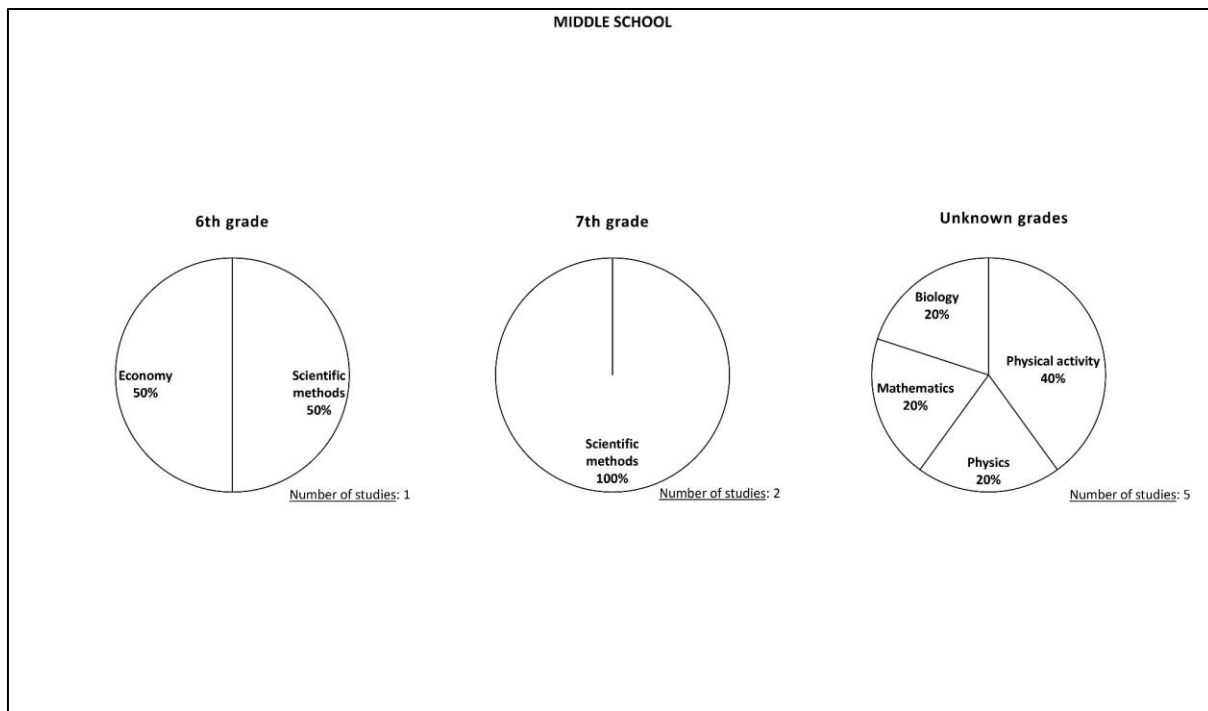 MIDDLE SCHOOL
6th grade
Economy
50%
Scientific
methods
50%
Number of studies: 1
7th grade
Scientific
methods
100%
Number of studies: 2
Unknown grades
Biology
20%
Physical activity
40%
Mathematics
20%
Physics
20%
Number of studies: 5